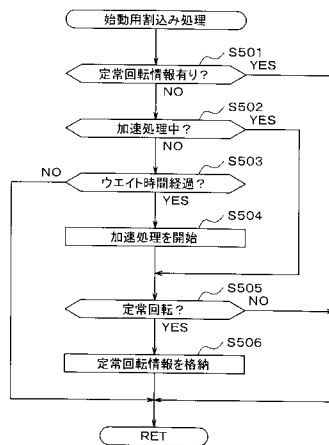 始動用割込み処理
S501
定常回転情報有り?
YES
NO
S502
加速処理中?
YES
NO
S503
NO
ウエイト時間経過?
YES
S504
加速処理を開始
S505
定常回転?
NO
YES
S506
定常回転情報を格納
RET